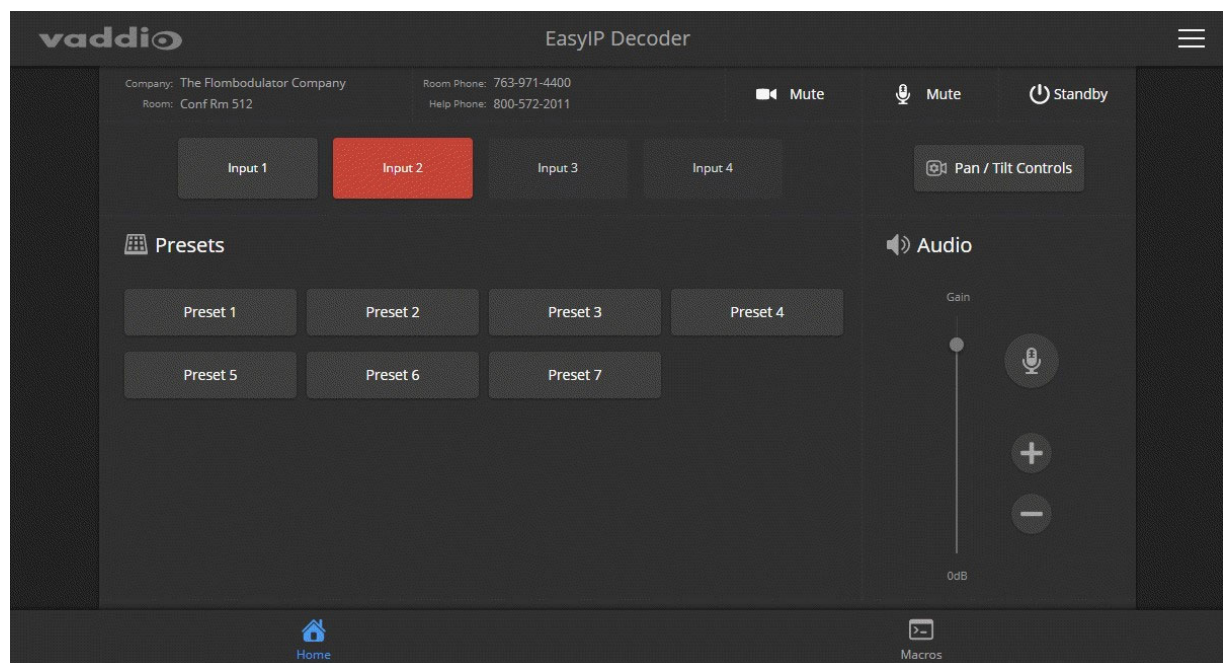 vaddio
EasyIP Decoder
Company: The Flombodulator Company
Room Phone: 763-971-4400
Room: Conf Rm 512
Help Phone: 800-572-2011
Mute
Mute
Standby
Input 1
Input 2
Input 3
Input 4
Pan / Tilt Controls
Presets
Audio
Gain
Preset 1
Preset 2
Preset 3
Preset 4
Preset 5
Preset 6
Preset 7
0dB
Home
Macros